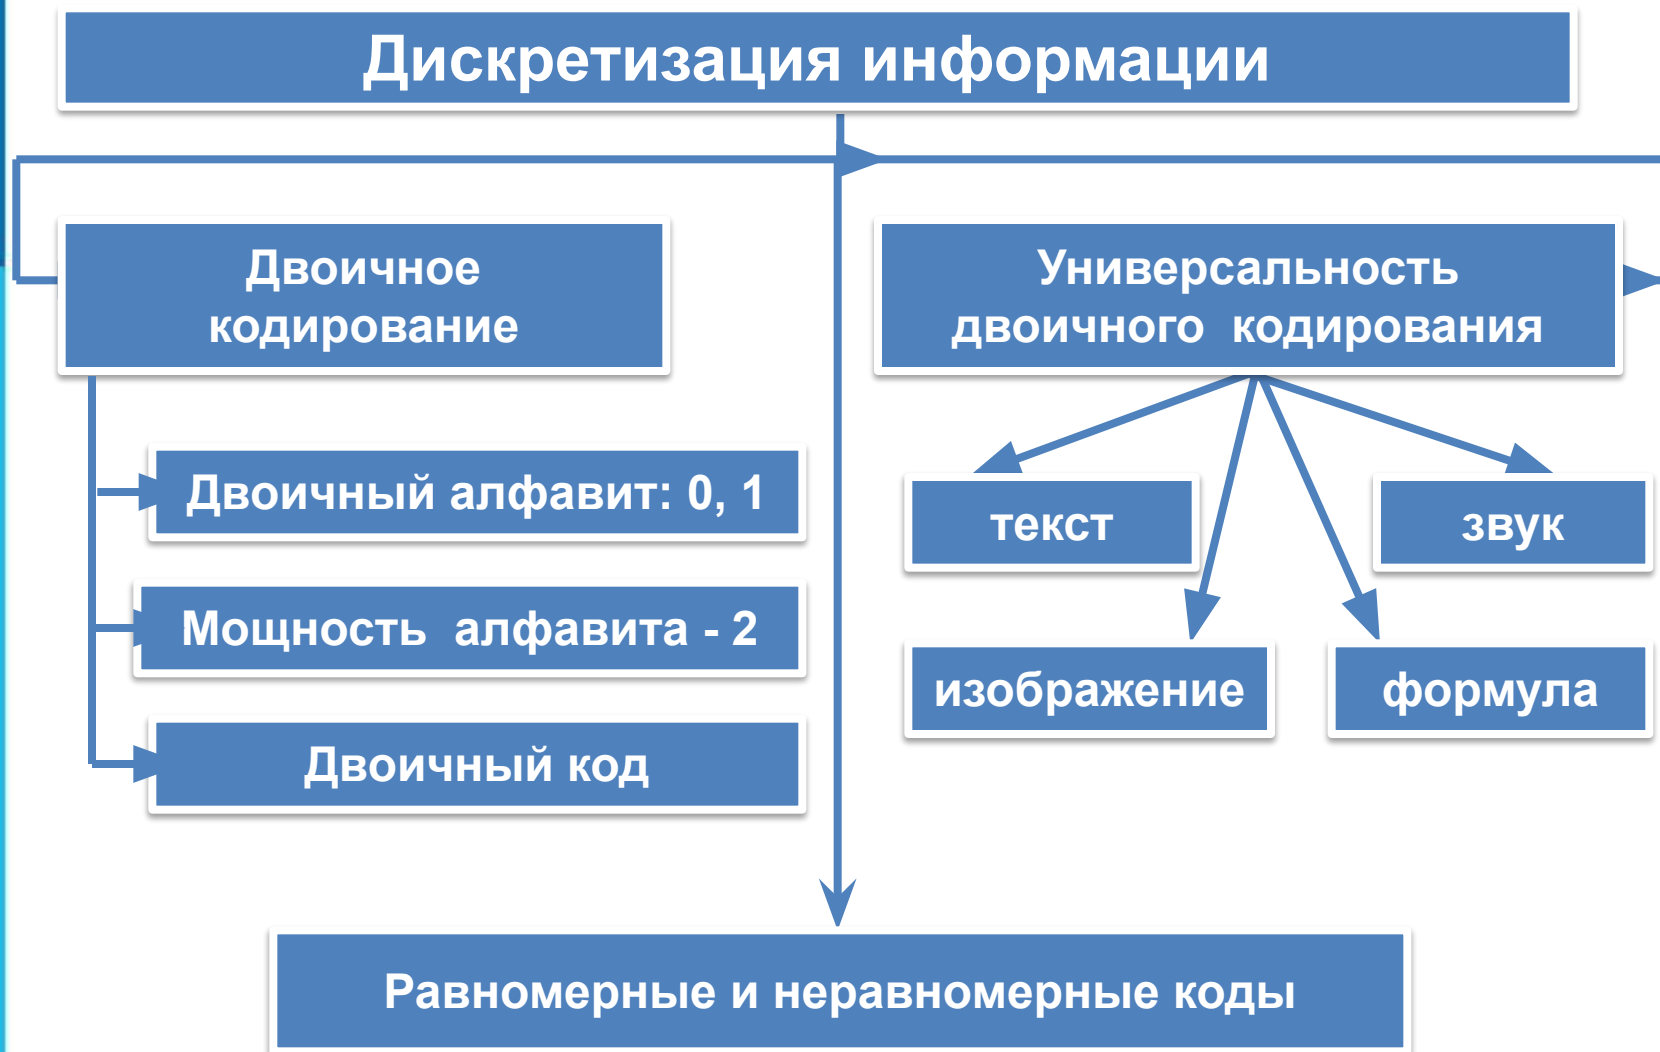 Дискретизация информации
Двоичное
кодирование
Двоичный алфавит: 0, 1
Мощность алфавита - 2
Двоичный код
Универсальность
двоичного кодирования
текст
звук
изображение
формула
Равномерные и неравномерные коды